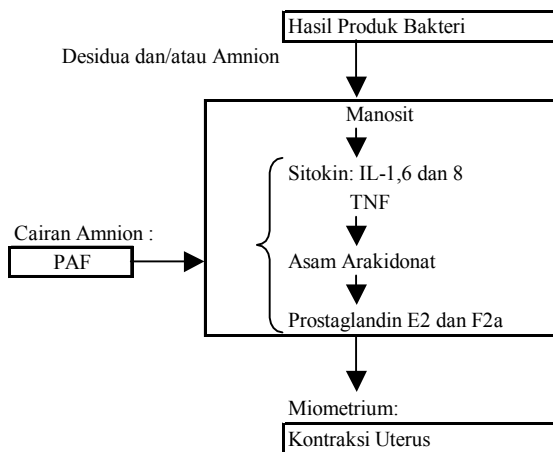 Hasil Produk Bakteri
Desidua dan/atau Amnion
Manosit
Sitokin: IL-1,6 dan 8
TNF
Cairan Amnion :
PAF
Asam Arakidonat
Prostaglandin E2 dan F2a
Miometrium:
Kontraksi Uterus